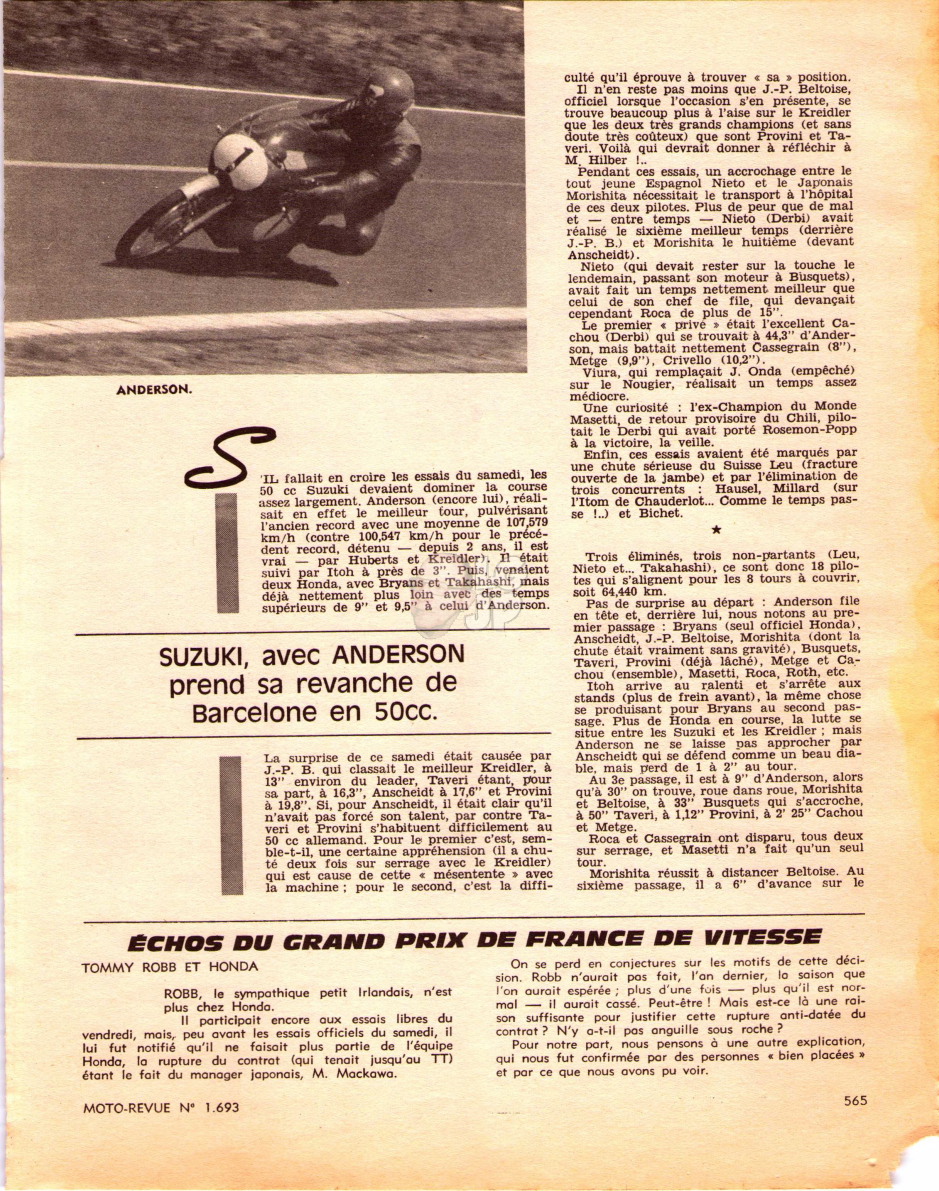 ANDERSON.
S
'IL fallait en croire les essais du samedi, les
50 cc Suzuki devaient dominer la course
assez largement. Anderson (encore lui), réali-
sait en effet le meilleur tour, pulvérisant
l'ancien record avec une moyenne de 107,579
km/h (contre 100,547 km/h pour le précé-
dent record, détenu — depuis 2 ans, il est
vrai — par Huberts et Kreidler). Il était
suivi par Itoh à près de 3". Puis, venaient
deux Honda, avec Bryans et Takahashi, mais
déjà nettement plus loin avec des temps
supérieurs de 9" et 9,5" à celui d'Anderson.
SUZUKI, avec ANDERSON
prend sa revanche de
Barcelone en 50cc.
La surprise de ce samedi était causée par
J.-P. B. qui classait le meilleur Kreidler, à
13" environ du leader, Taveri étant, pour
sa part, à 16,3", Anscheidt à 17,6" et Provini
à 19,8". Si, pour Anscheidt, il était clair qu'il
n'avait pas forcé son talent, par contre Ta-
veri et Provini s'habituent difficilement au
50 cc allemand. Pour le premier c'est, sem-
ble-t-il, une certaine appréhension (il a chu-
té deux fois sur serrage avec le Kreidler)
qui est cause de cette « mésentente » avec
la machine ; pour le second, c'est la diffi-
culté qu'il éprouve à trouver « sa » position.
Il n'en reste pas moins que J.-P. Beltoise,
officiel lorsque l'occasion s'en présente, se
trouve beaucoup plus à l'aise sur le Kreidler
que les deux très grands champions (et sans
doute très coûteux) que sont Provini et Ta-
veri. Voilà qui devrait donner à réfléchir à
M. Hilber !..
Pendant ces essais, un accrochage entre le
tout jeune Espagnol Nieto et le Japonais
Morishita nécessitait le transport à l'hôpital
de ces deux pilotes. Plus de peur que de mal
et — entre temps — Nieto (Derbi) avait
réalisé le sixième meilleur temps (derrière
J.-P. B.) et Morishita le huitième (devant
Anscheidt).
Nieto (qui devait rester sur la touche le
lendemain, passant son moteur à Busquets),
avait fait un temps nettement meilleur que
celui de son chef de file, qui devançait
cependant Roca de plus de 15".
Le premier « privé » était l'excellent Ca-
chou (Derbi) qui se trouvait à 44,3" d'Ander-
son, mais battait nettement Cassegrain (8"),
Metge (9,9"), Crivello (10,2").
Viura, qui remplaçait J. Onda (empêché)
sur le Nougier, réalisait un temps assez
médiocre.
Une curiosité : l'ex-Champion du Monde
Masetti, de retour provisoire du Chili, pilo-
tait le Derbi qui avait porté Rosemon-Popp
à la victoire, la veille.
Enfin, ces essais avaient été marqués par
une chute sérieuse du Suisse Leu (fracture
ouverte de la jambe) et par l'élimination de
trois concurrents : Hausel, Millard (sur
l'Itom de Chauderlot... Comme le temps pas-
se !..) et Bichet.
★
Trois éliminés, trois non-partants (Leu,
Nieto et... Takahashi), ce sont donc 18 pilo-
tes qui s'alignent pour les 8 tours à couvrir,
soit 64,440 km.
Pas de surprise au départ : Anderson file
en tête et, derrière lui, nous notons au pre-
mier passage : Bryans (seul officiel Honda),
Anscheidt, J.-P. Beltoise, Morishita (dont la
chute était vraiment sans gravité), Busquets,
Taveri, Provini (déjà lâché), Metge et Ca-
chou (ensemble), Masetti, Roca, Roth, etc.
Itoh arrive au ralenti et s'arrête aux
stands (plus de frein avant), la même chose
se produisant pour Bryans au second pas-
sage. Plus de Honda en course, la lutte se
situe entre les Suzuki et les Kreidler ; mais
Anderson ne se laisse pas approcher par
Anscheidt qui se défend comme un beau dia-
ble, mais perd de 1 à 2" au tour.
Au 3e passage, il est à 9" d'Anderson, alors
qu'à 30" on trouve, roue dans roue, Morishita
et Beltoise, à 33" Busquets qui s'accroche,
à 50" Taveri, à 1,12" Provini, à 2' 25" Cachou
et Metge.
Roca et Cassegrain ont disparu, tous deux
sur serrage, et Masetti n'a fait qu'un seul
tour.
Morishita réussit à distancer Beltoise. Au
sixième passage, il a 6" d'avance sur le
ÉCHOS DU GRAND PRIX DE FRANCE DE VITESSE
TOMMY ROBB ET HONDA
ROBB, le sympathique petit Irlandais, n'est
plus chez Honda.
Il participait encore aux essais libres du
vendredi, mais, peu avant les essais officiels du samedi, il
lui fut notifié qu'il ne faisait plus partie de l'équipe
Honda, la rupture du contrat (qui tenait jusqu'au TT)
étant le fait du manager japonais, M. Mackawa.
On se perd en conjectures sur les motifs de cette déci-
sion. Robb n'aurait pas fait, l'an dernier, la saison que
l'on aurait espérée ; plus d'une fois — plus qu'il est nor-
mal — il aurait cassé. Peut-être ! Mais est-ce là une rai-
son suffisante pour justifier cette rupture anti-datée du
contrat ? N'y a-t-il pas anguille sous roche ?
Pour notre part, nous pensons à une autre explication,
qui nous fut confirmée par des personnes « bien placées »
et par ce que nous avons pu voir.
MOTO-REVUE N° 1.693
565